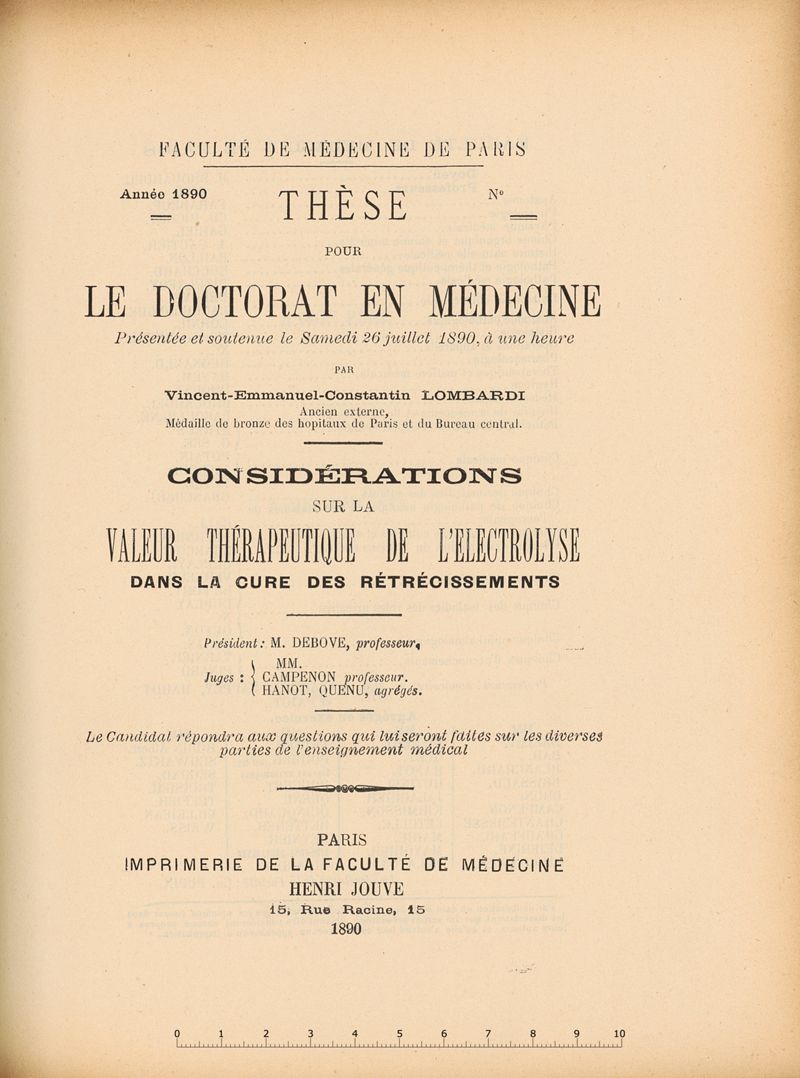 FACULTÉ DE MÉDECINE DE PARIS
Année 1890 THÈSE N°
POUR
LE DOCTORAT EN MÉDECINE
Présentée et soutenue le Samedi 26 juillet 1890, à une heure
PAR
Vincent-Emmanuel-Constantin LOMBARDI
Ancien externe,
Médaille de bronze des hopitaux de Paris et du Bureau central.
CONSIDÉRATIONS
SUR LA
VALEUR THÉRAPEUTIQUE DE L'ELECTROLYSE
DANS LA CURE DES RÉTRÉCISSEMENTS
Président : M. DEBOVE, professeur,
MM.
Juges : CAMPENON professeur.
HANOT, QUENU, agrégés.
Le Candidat répondra aux questions qui lui seront faites sur les diverses
parties de l'enseignement médical
PARIS
IMPRIMERIE DE LA FACULTÉ DE MÉDECINE
HENRI JOUVE
15, Rue Racine, 15
1890
0 1 2 3 4 5 6 7 8 9 10